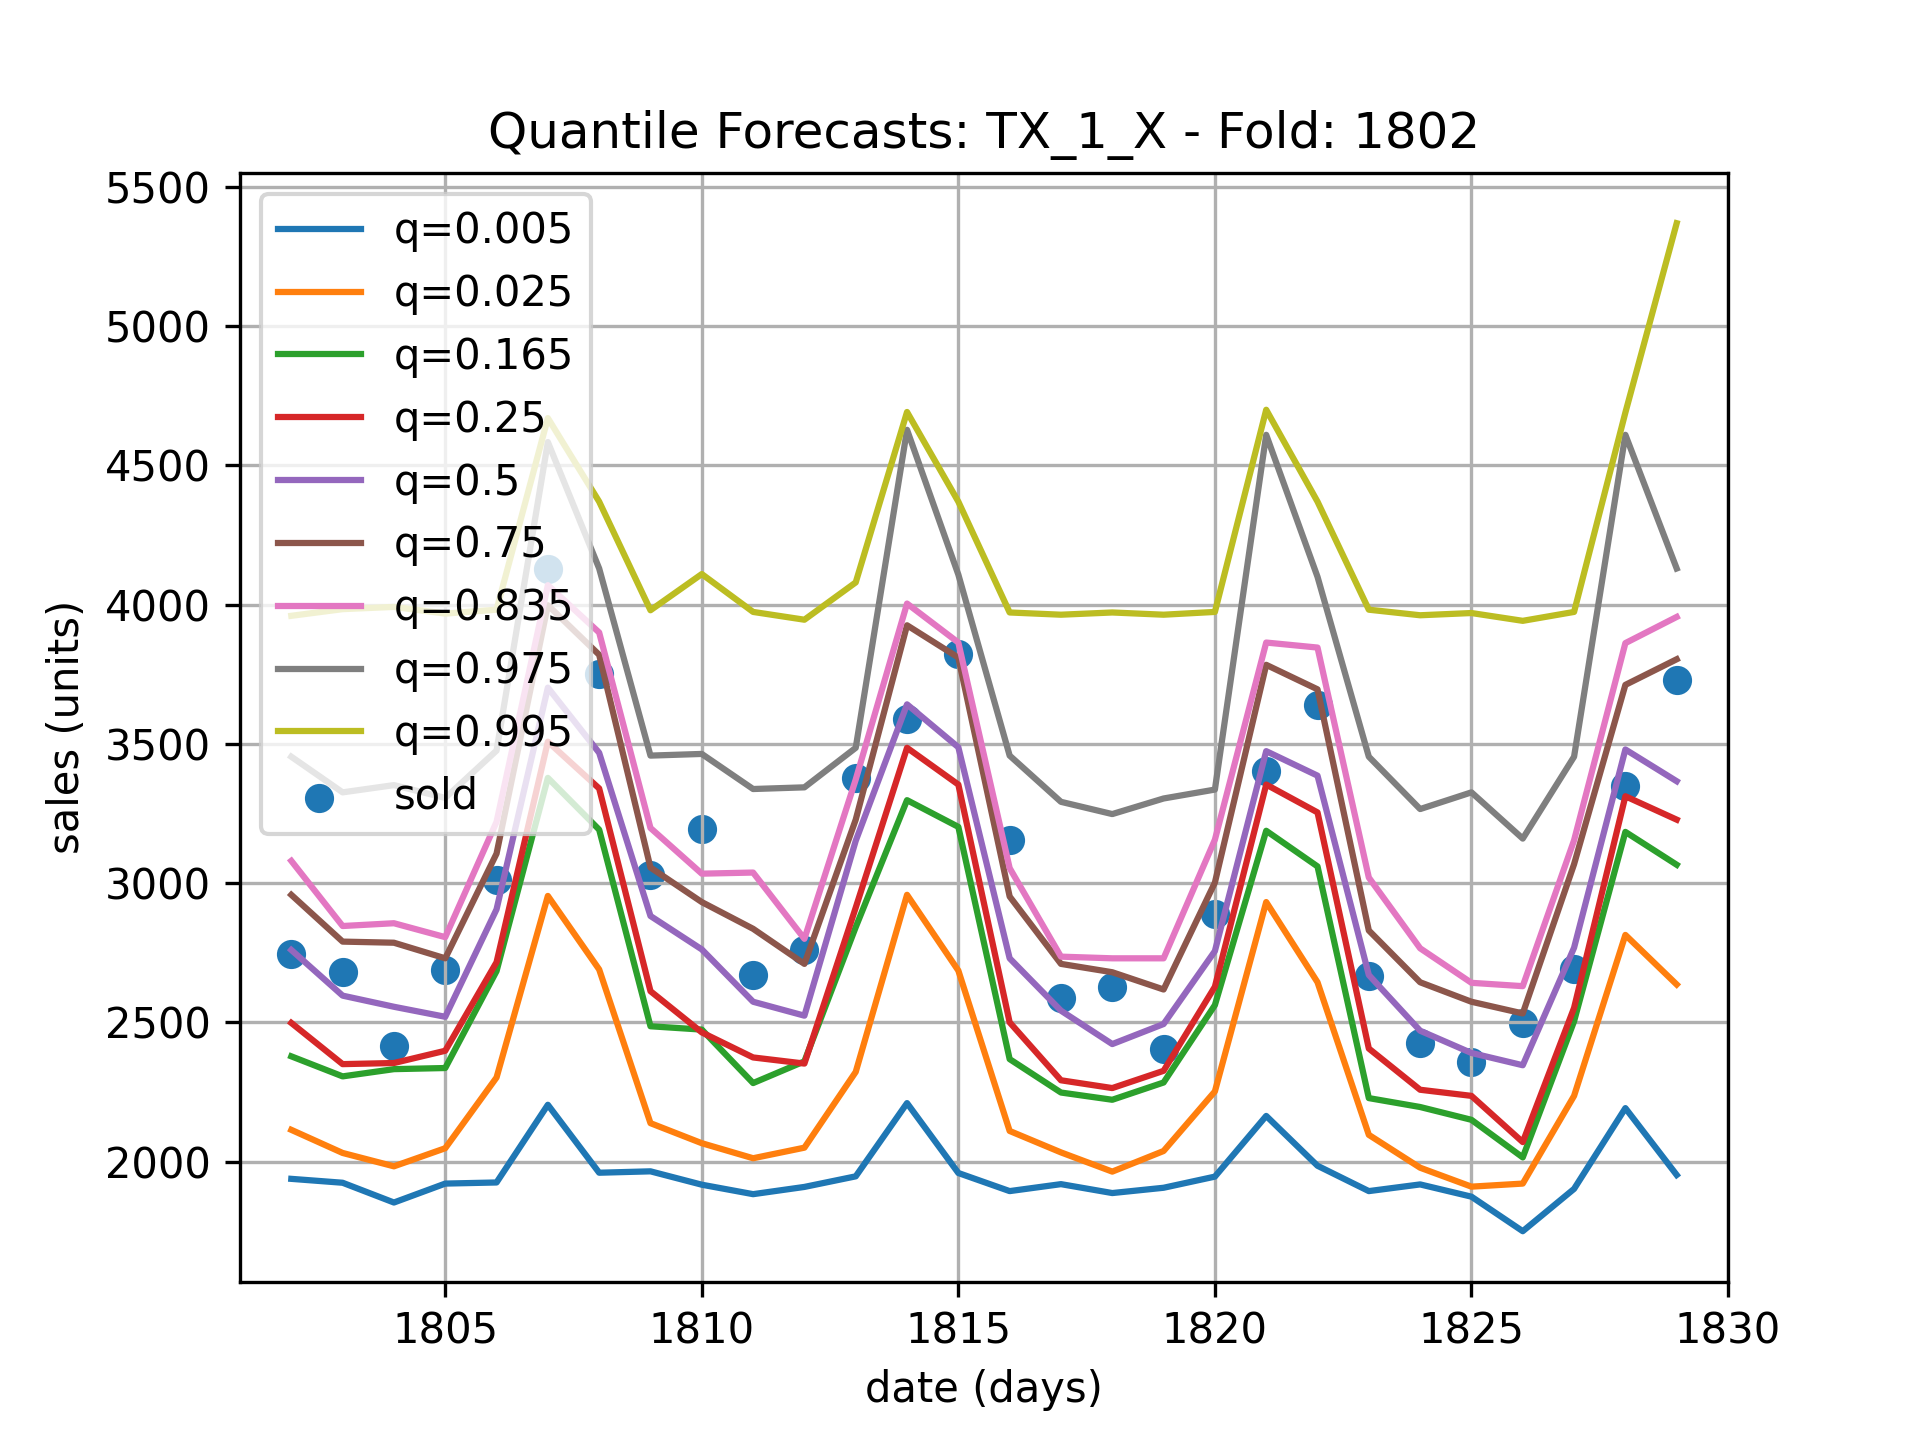 Quantile Forecasts: TX_1_X - Fold: 1802
5500
5000
4500
4000
3500
3000
2500
2000
sales (units)
q=0.005
q=0.025
q=0.165
q=0.25
q=0.5
q=0.75
q=0.835
q=0.975
q=0.995
sold
1805 1810 1815 1820 1825 1830
date (days)